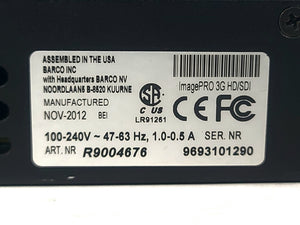 ASSEMBLED IN THE USA
BARCO INC
with Headquarters BARCO NV
NOORDLAAN5 B-8520 KUURNE
MANUFACTURED
NOV-2012 BEI
ImagePRO 3G HD/SDI
SA
C US
LR91261
FC CE
100-240V ~ 47-63 Hz, 1.0-0.5 A SER. NR
ART. NR R9004676 9693101290